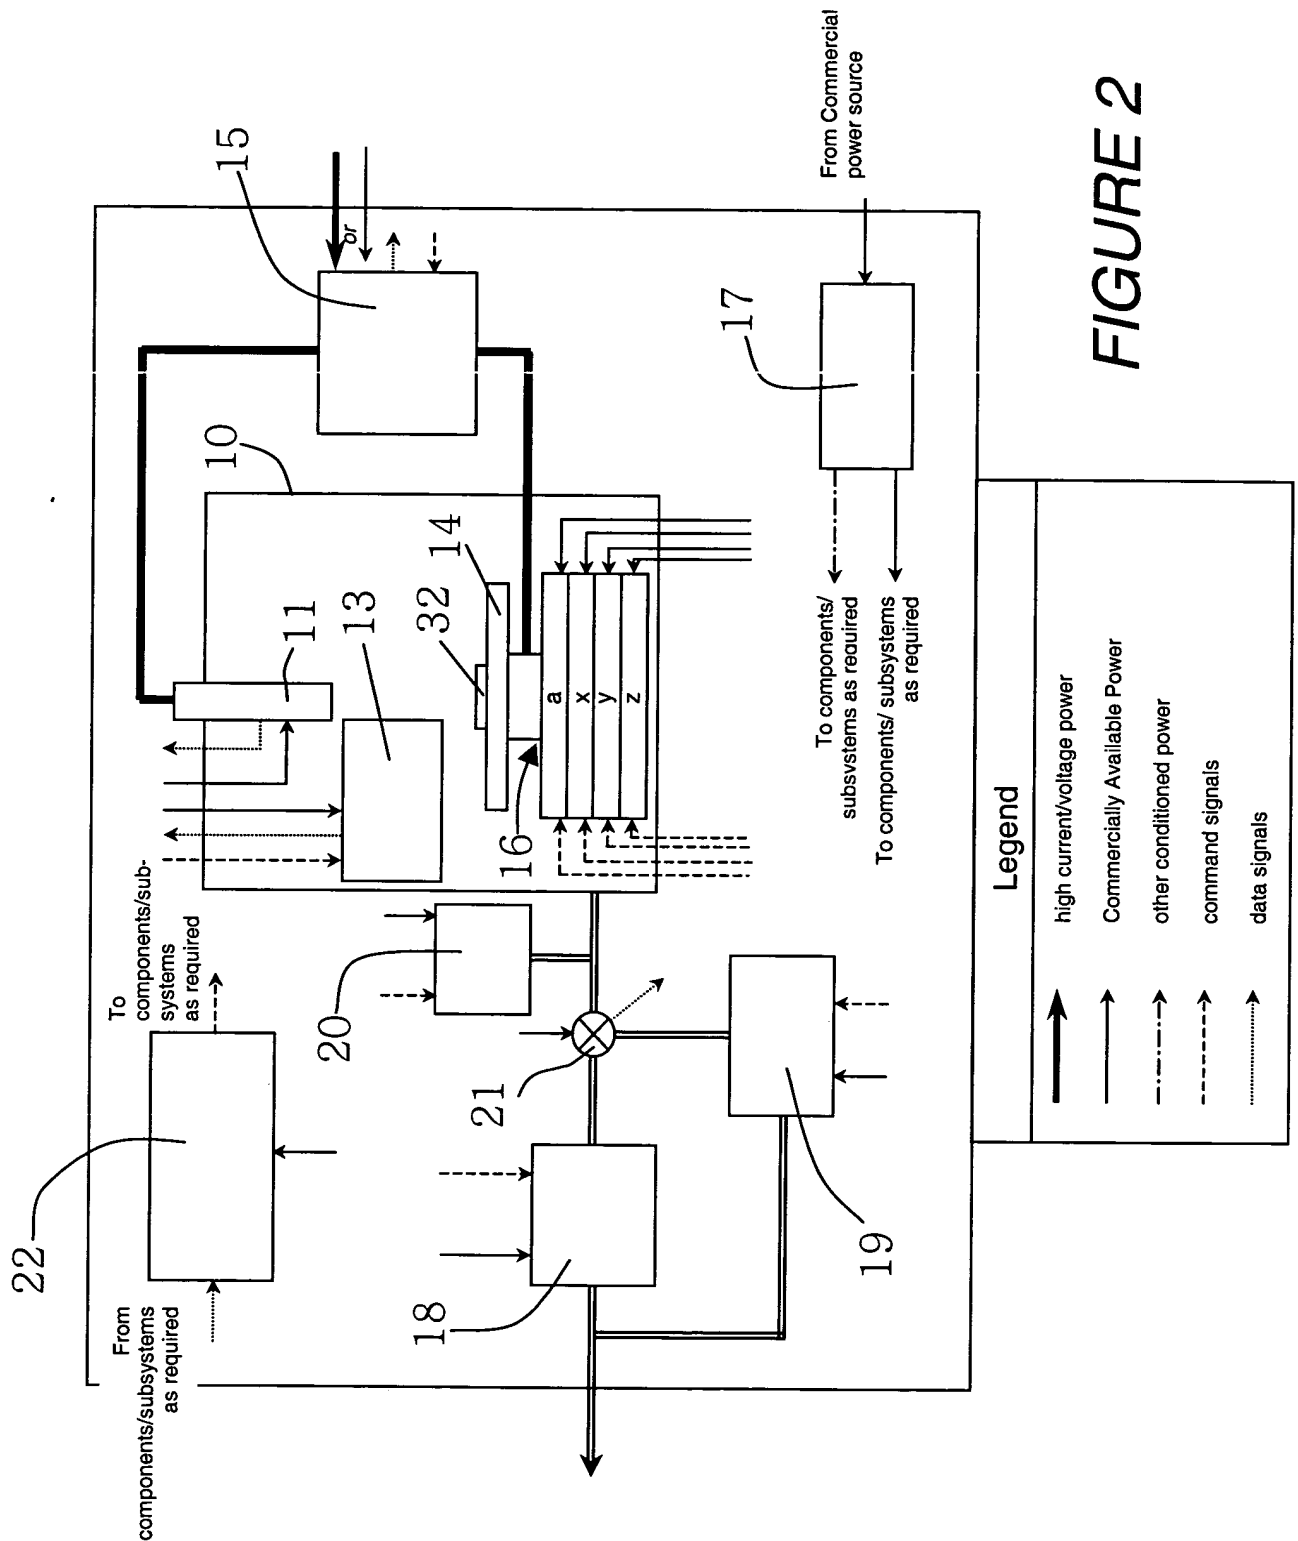 From
components/subsystems
as required
22
To
components/sub-
systems
as required
11
10
15
or
13
20
18
21
16
32
14
a
x
y
z
19
17
To components/
subsystems as required
To components/ subsystems
as required
From Commercial
power source
Legend
high current/voltage power
Commercially Available Power
other conditioned power
command signals
data signals
FIGURE 2